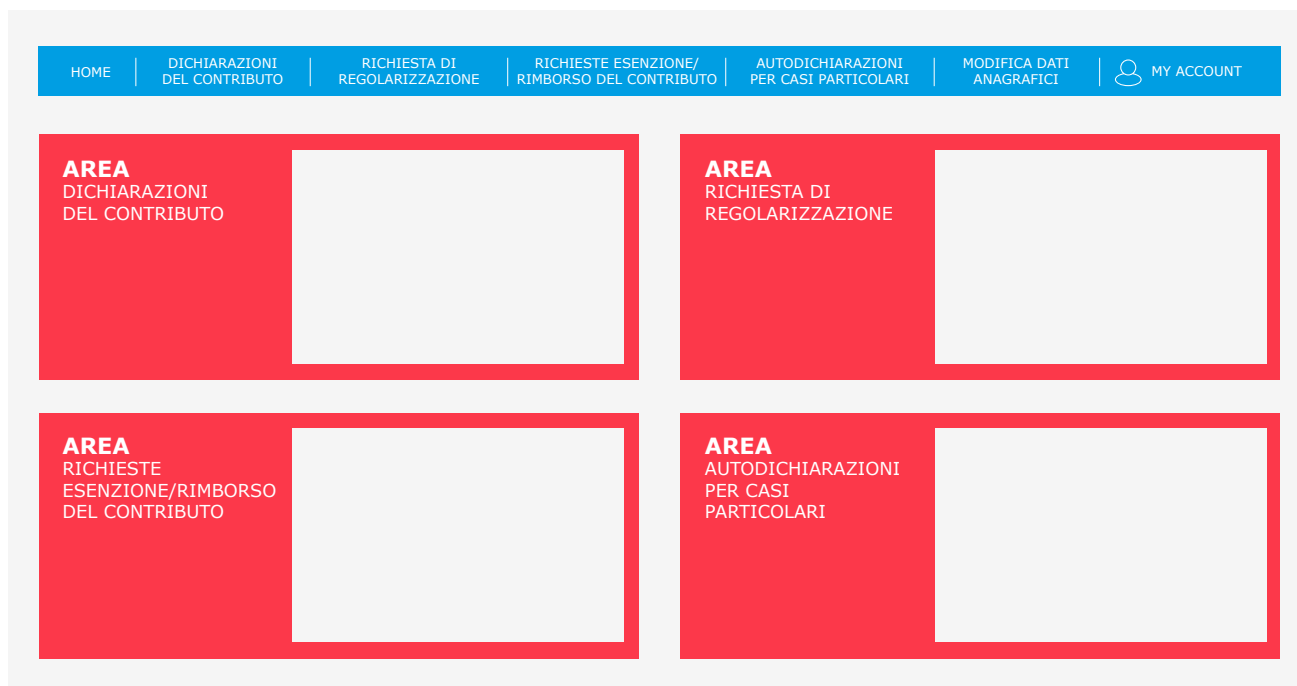 HOME
DICHIARAZIONI
DEL CONTRIBUTO
RICHIESTA DI
REGOLARIZZAZIONE
RICHIESTE ESENZIONE/
RIMBORSO DEL CONTRIBUTO
AUTODICHIARAZIONI
PER CASI PARTICOLARI
MODIFICA DATI
ANAGRAFICI
MY ACCOUNT
AREA
DICHIARAZIONI
DEL CONTRIBUTO
AREA
RICHIESTA DI
REGOLARIZZAZIONE
AREA
RICHIESTE
ESENZIONE/RIMBORSO
DEL CONTRIBUTO
AREA
AUTODICHIARAZIONI
PER CASI
PARTICOLARI